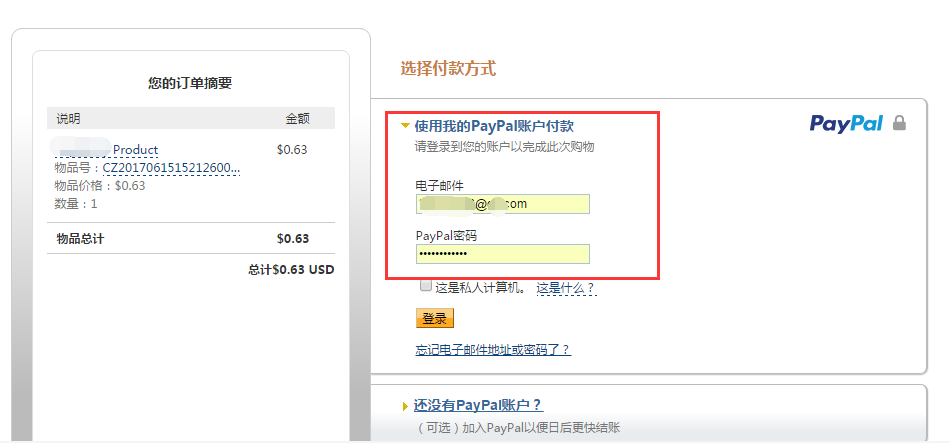 您的订单摘要
说明 金额
Product $0.63
物品号：CZ2017061515212600...
物品价格：$0.63
数量：1
物品总计 $0.63
总计$0.63 USD
选择付款方式
使用我的PayPal账户付款
PayPal
请登录到您的账户以完成此次购物
电子邮件
@ .com
PayPal密码
••••••••••••
这是私人计算机。 这是什么？
登录
忘记电子邮件地址或密码了？
还没有PayPal账户？
（可选）加入PayPal以便日后更快结账